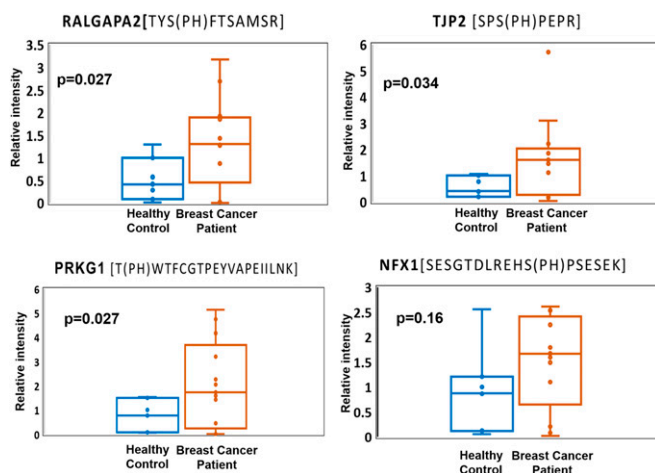 RALGAPA2[TYS(PH)FTSAMSR]
3.5
3
2.5
2
1.5
1
0.5
0
Relative intensity
p=0.027
Healthy Control
Breast Cancer Patient
TJP2 [SPS(PH)PEPR]
6
5
4
3
2
1
0
Relative intensity
p=0.034
Healthy Control
Breast Cancer Patient
PRKG1 [T(PH)WTFCGTPEYVAPEIILNK]
6
5
4
3
2
1
0
Relative intensity
p=0.027
Healthy Control
Breast Cancer Patient
NFX1[SESGTDLREHS(PH)PSESEK]
3
2.5
2
1.5
1
0.5
0
Relative intensity
p=0.16
Healthy Control
Breast Cancer Patient